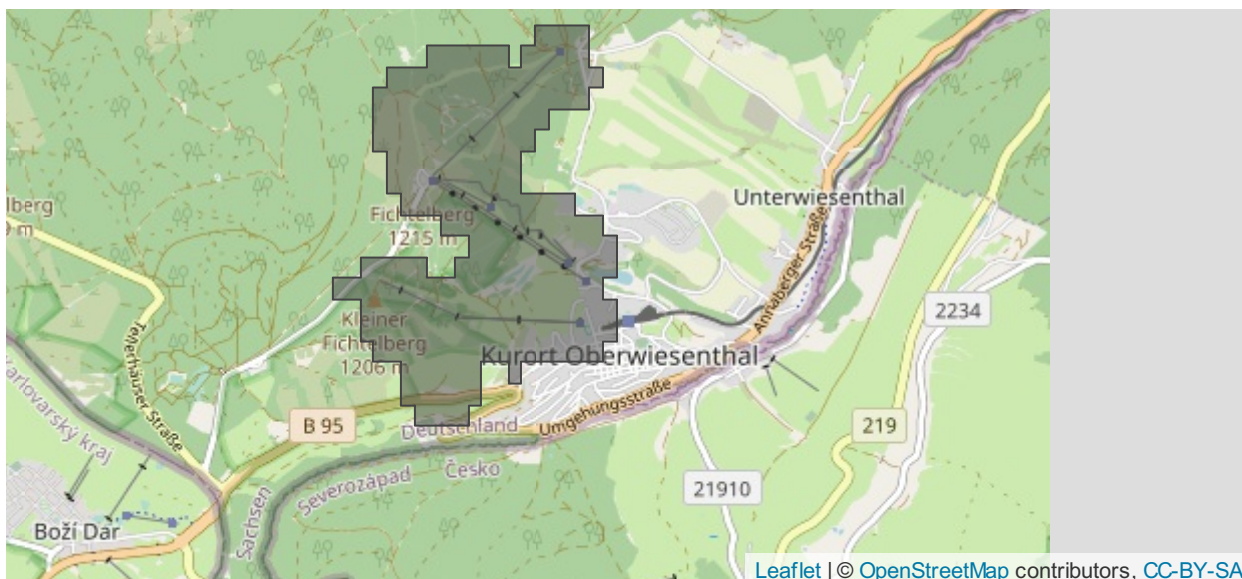 lberg
9 m
Fichtelberg
1215 m
Unterwiesenthal
Annaberger Straße
2234
Kleiner
Fichtelberg
1206 m
Kurort Oberwiesenthal
Umgehungsstraße
Tellerhäuser Straße
B 95
219
Karlovarský kraj
Deutschland
Česko
Severozápad
Sachsen
21910
Boží Dar
Leaflet | © OpenStreetMap contributors, CC-BY-SA